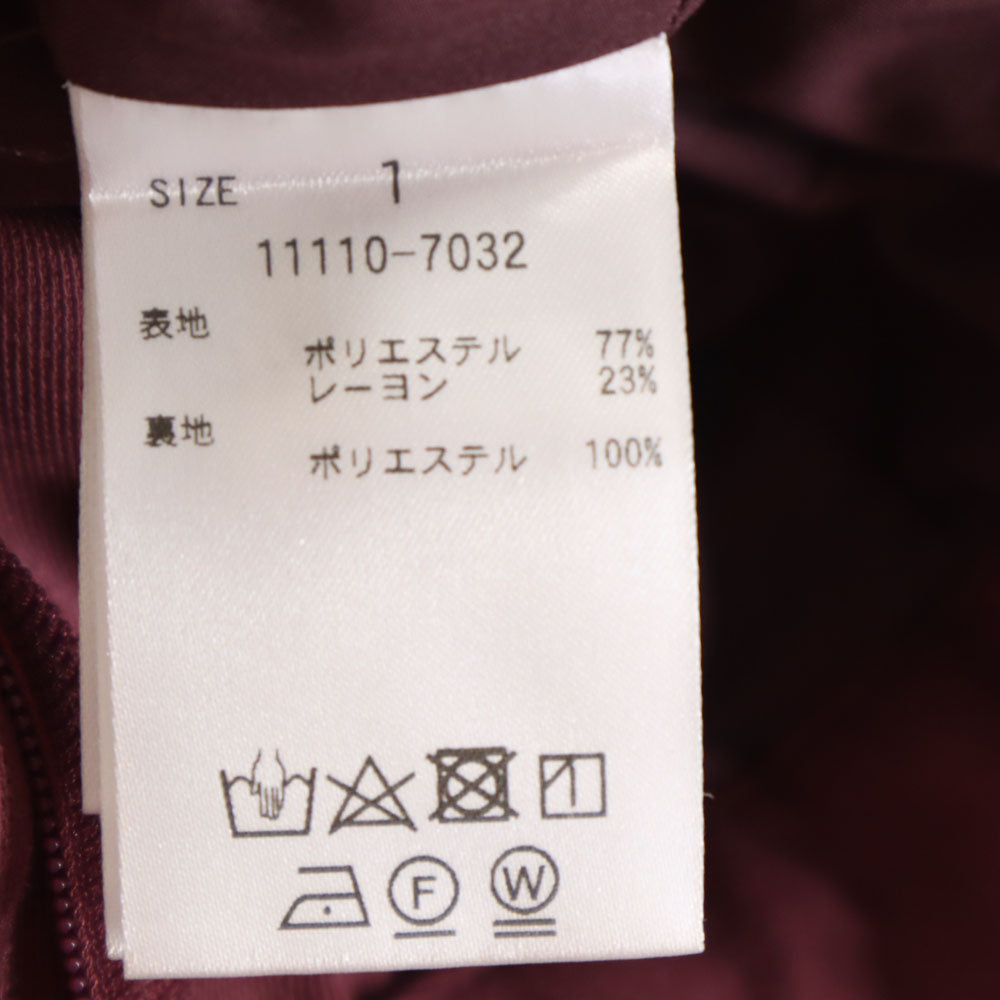 SIZE 1
11110-7032
表地
ポリエステル 77%
レーヨン 23%
裏地
ポリエステル 100%
F W